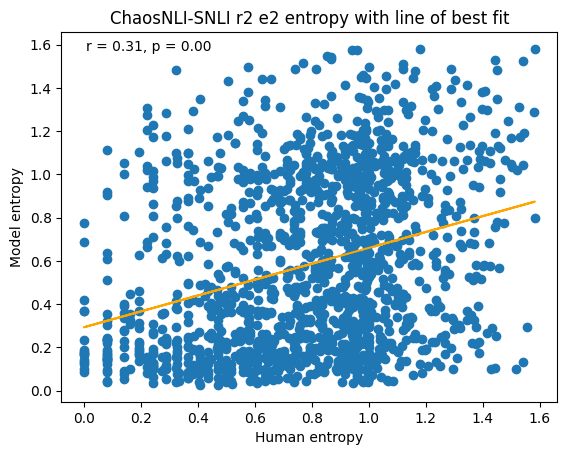 ChaosNLI-SNLI r2 e2 entropy with line of best fit
r = 0.31, p = 0.00
Model entropy
1.6
1.4
1.2
1.0
0.8
0.6
0.4
0.2
0.0
0.0 0.2 0.4 0.6 0.8 1.0 1.2 1.4 1.6
Human entropy